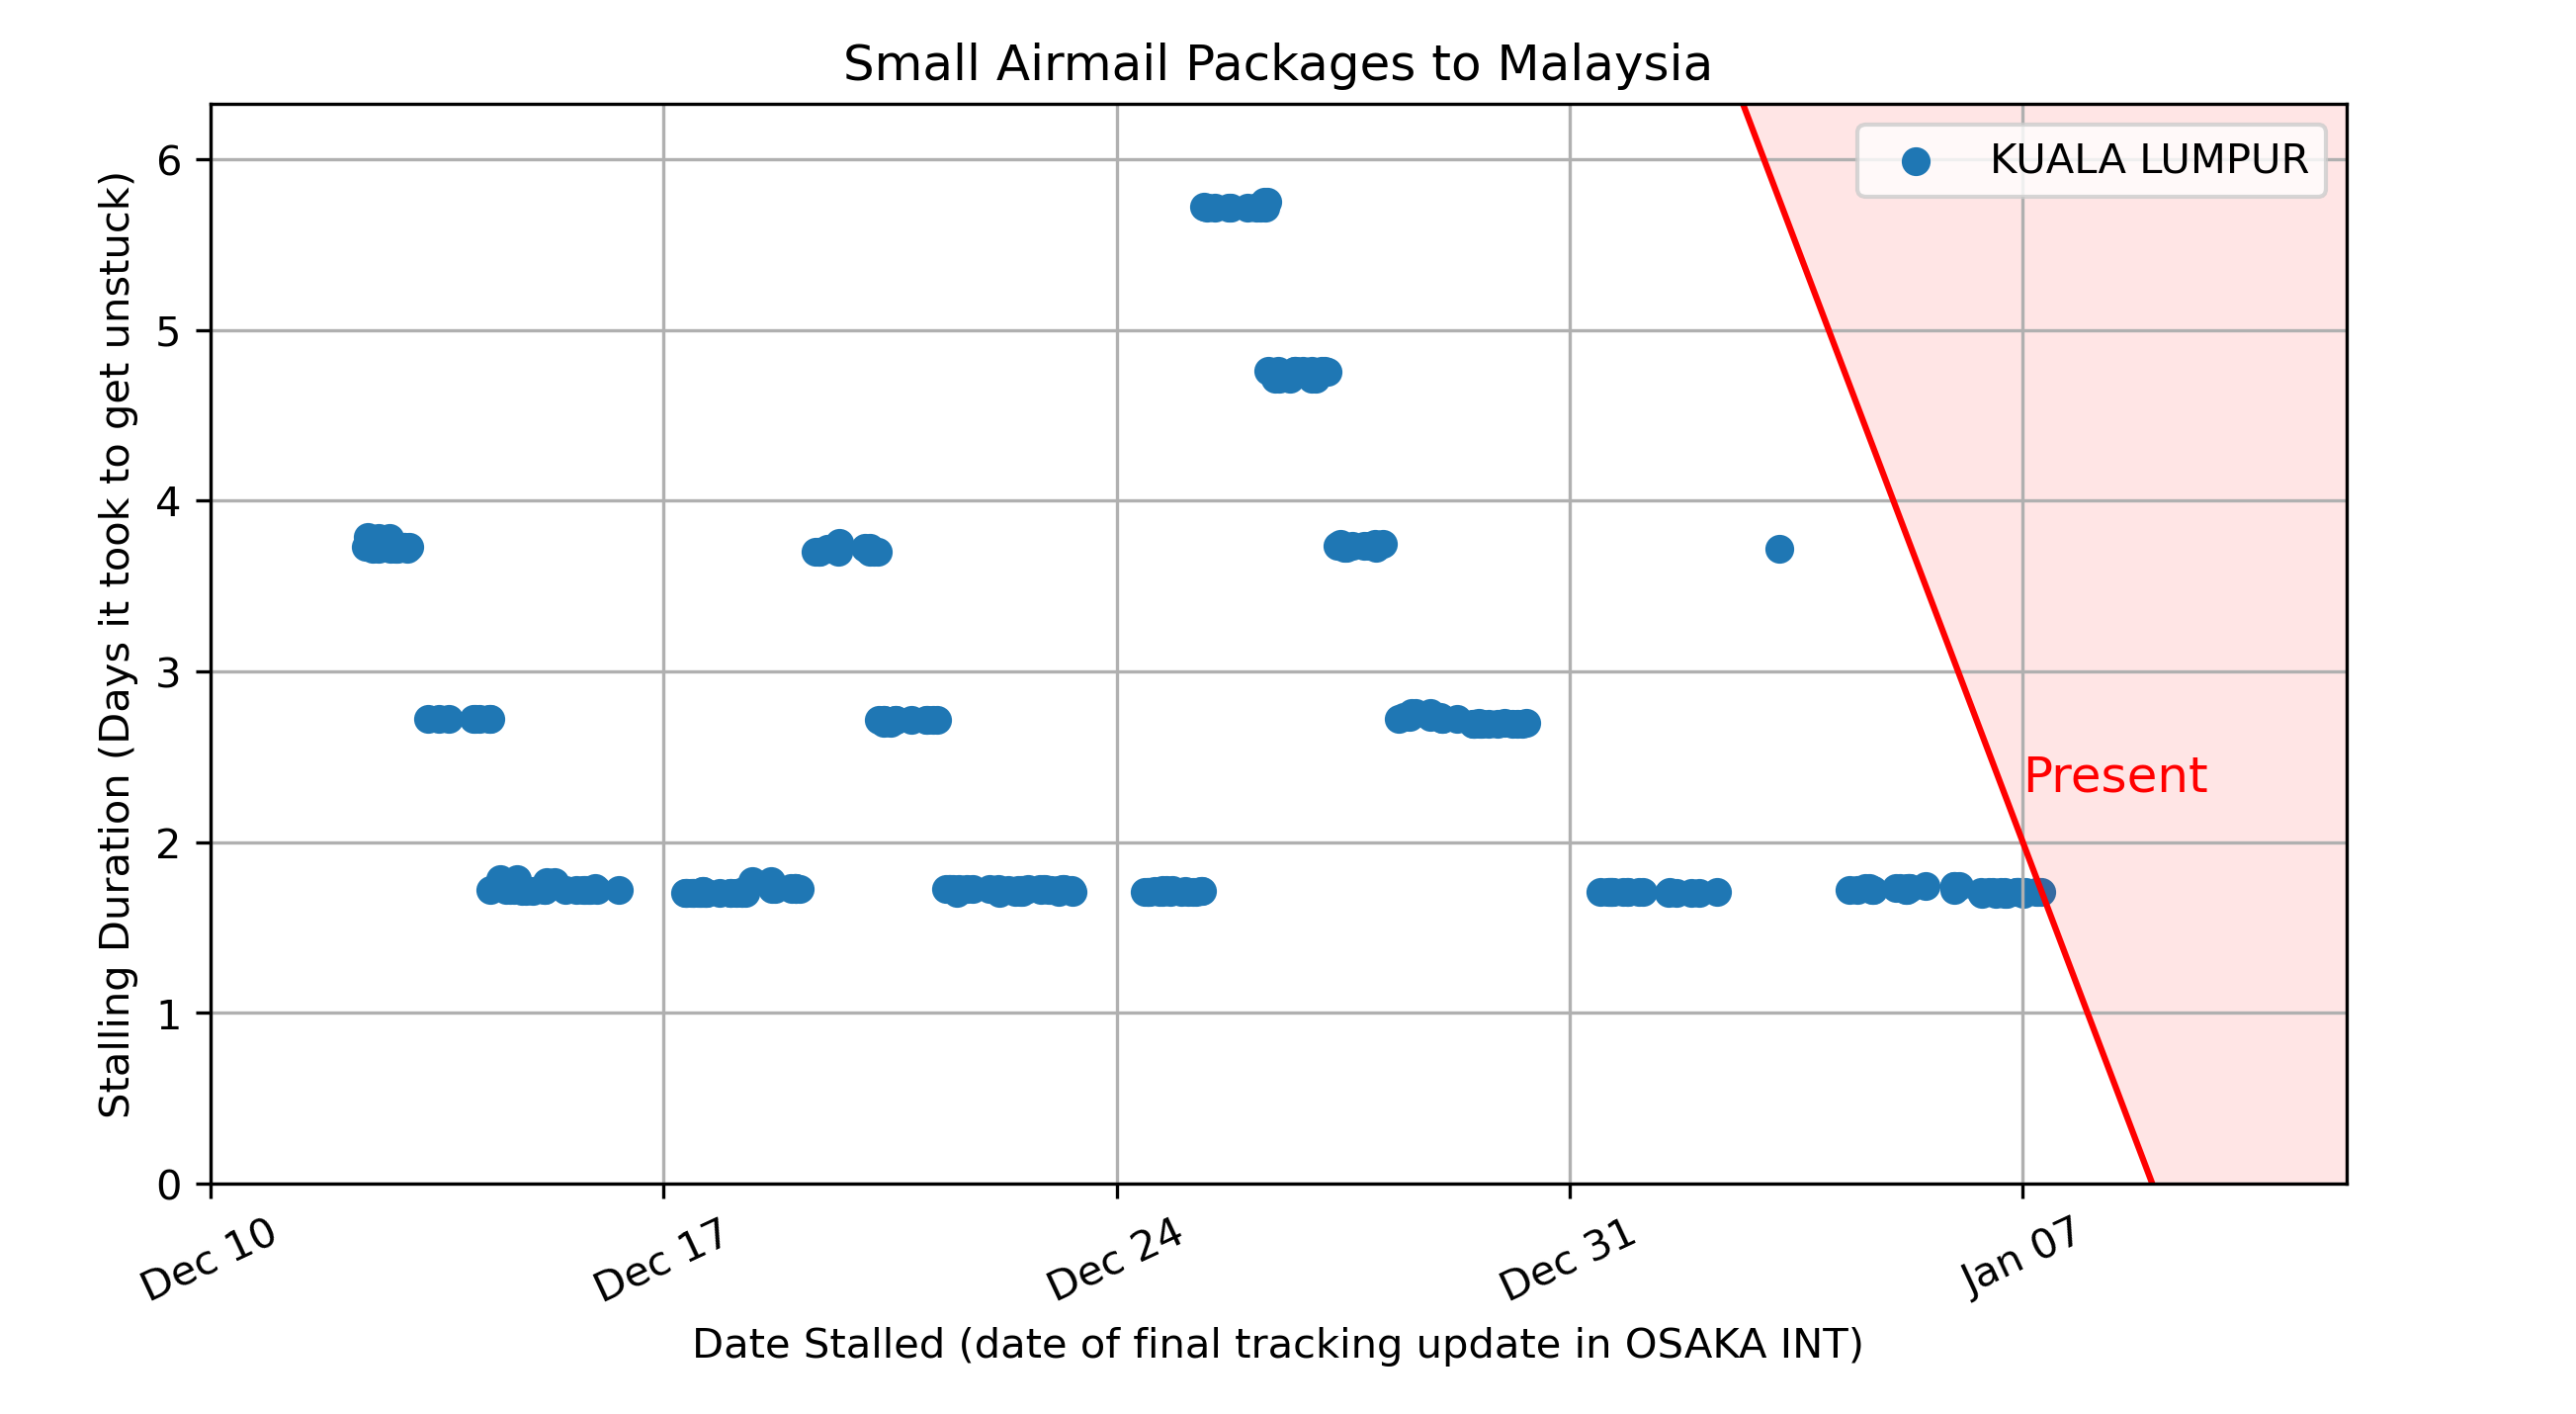 Small Airmail Packages to Malaysia
KUALA LUMPUR
Stalling Duration (Days it took to get unstuck)
6
5
4
3
2
1
0
Present
Dec 10
Dec 17
Dec 24
Dec 31
Jan 07
Date Stalled (date of final tracking update in OSAKA INT)